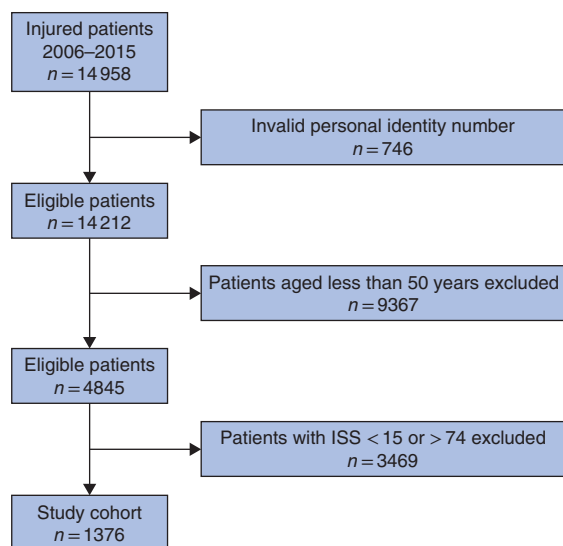 Injured patients
2006–2015
n = 14 958
Invalid personal identity number
n = 746
Eligible patients
n = 14 212
Patients aged less than 50 years excluded
n = 9367
Eligible patients
n = 4845
Patients with ISS < 15 or > 74 excluded
n = 3469
Study cohort
n = 1376